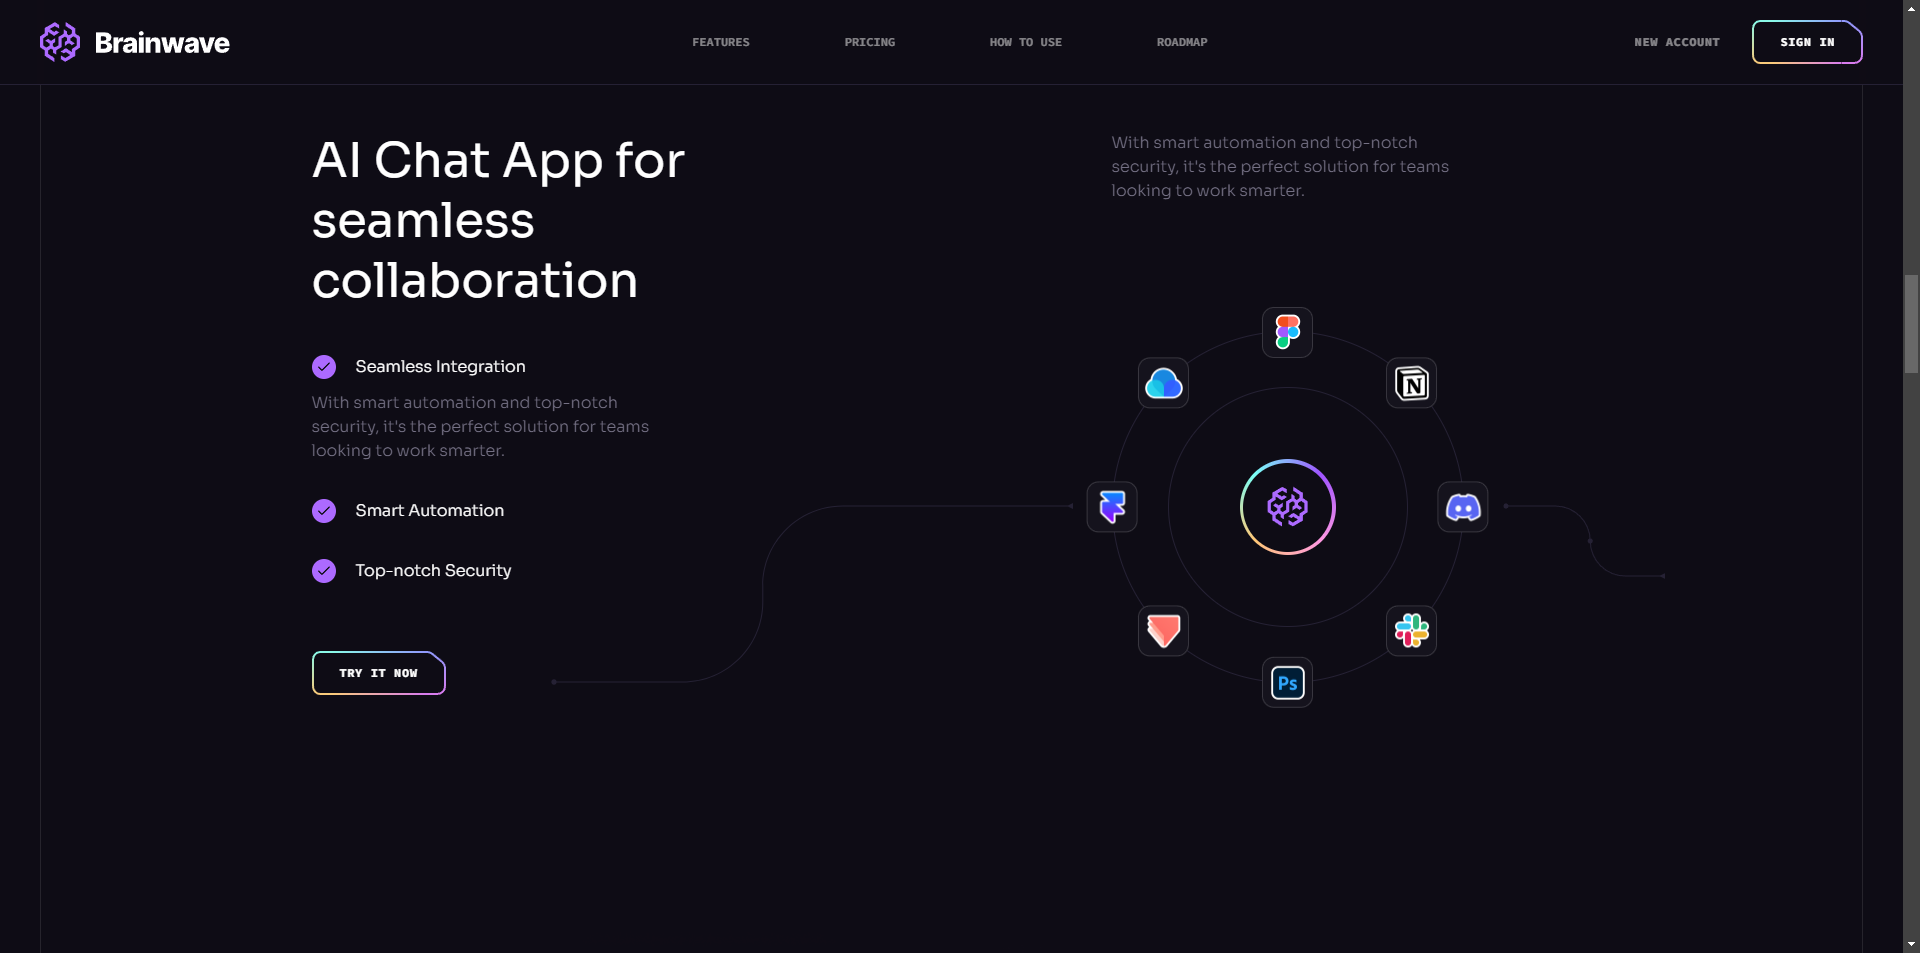 Brainwave
FEATURES
PRICING
HOW TO USE
ROADMAP
NEW ACCOUNT
SIGN IN
AI Chat App for
seamless
collaboration
Seamless Integration
With smart automation and top-notch
security, it's the perfect solution for teams
looking to work smarter.
Smart Automation
Top-notch Security
TRY IT NOW
With smart automation and top-notch
security, it's the perfect solution for teams
looking to work smarter.
N
Ps